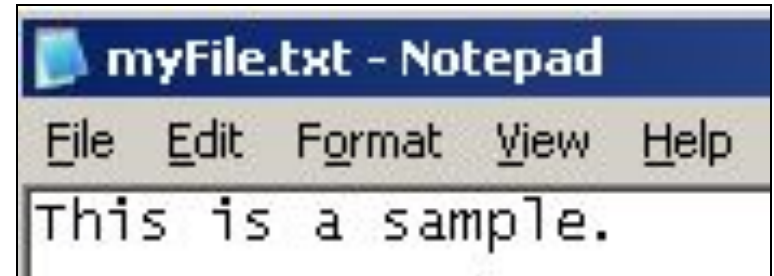 myFile.txt - Notepad
File Edit Format View Help
This is a sample.